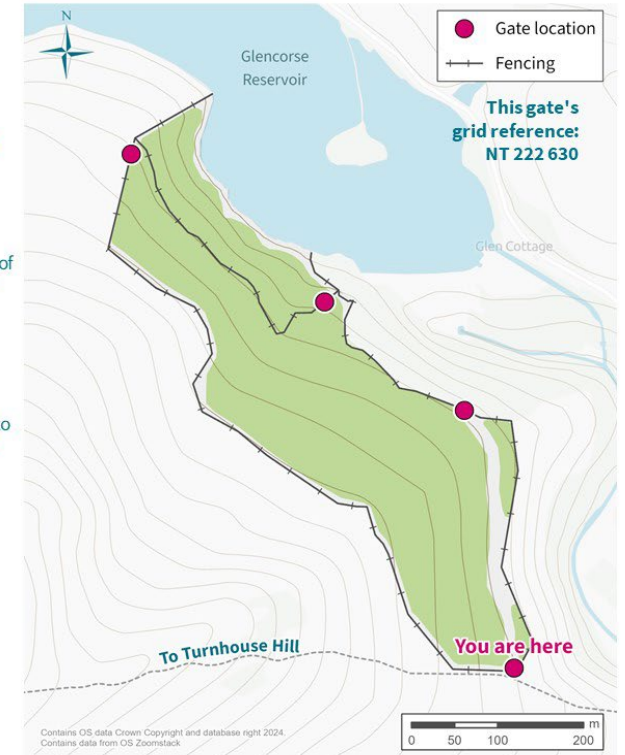 N
Glencorse
Reservoir
Gate location
Fencing
This gate's
grid reference:
NT 222 630
Glen Cottage
of
You are here
To Turnhouse Hill
m
0 50 100 200
Contains OS data Crown Copyright and database right 2024.
Contains data from OS Zoomstack